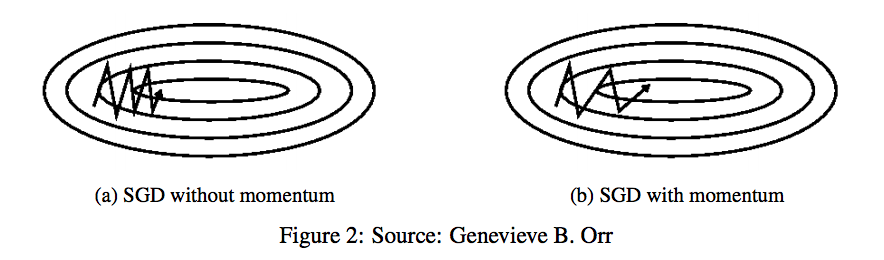 (a) SGD without momentum
(b) SGD with momentum
Figure 2: Source: Genevieve B. Orr